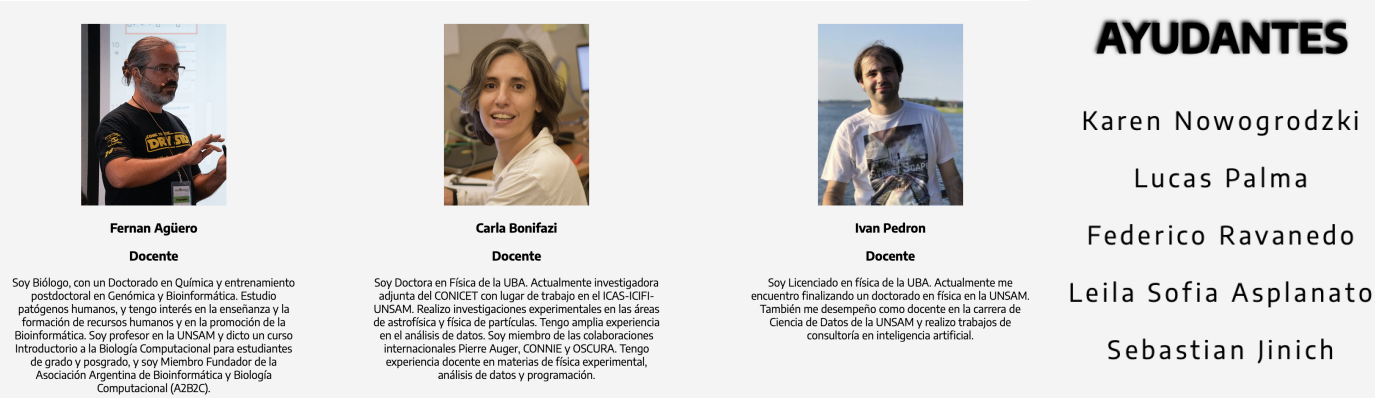 Fernan Agüero
Docente
Soy Biólogo, con un Doctorado en Química y entrenamiento
postdoctoral en Genómica y Bioinformática. Estudio
patógenos humanos, y tengo interés en la enseñanza y la
formación de recursos humanos y en la promoción de la
Bioinformática. Soy profesor en la UNSAM y dicto un curso
Introductorio a la Biología Computacional para estudiantes
de grado y posgrado, y soy Miembro Fundador de la
Asociación Argentina de Bioinformática y Biología
Computacional (A2B2C).
Carla Bonifazi
Docente
Soy Doctora en Física de la UBA. Actualmente investigadora
adjunta del CONICET con lugar de trabajo en el ICAS-ICIFI-
UNSAM. Realizo investigaciones experimentales en las áreas
de astrofísica y física de partículas. Tengo amplia experiencia
en el análisis de datos. Soy miembro de las colaboraciones
internacionales Pierre Auger, CONNIE y OSCURA. Tengo
experiencia docente en materias de física experimental,
análisis de datos y programación.
Ivan Pedron
Docente
Soy Licenciado en física de la UBA. Actualmente me
encuentro finalizando un doctorado en física en la UNSAM.
También me desempeño como docente en la carrera de
Ciencia de Datos de la UNSAM y realizo trabajos de
consultoría en inteligencia artificial.
AYUDANTES
Karen Nowogrodzki
Lucas Palma
Federico Ravanedo
Leila Sofia Asplanato
Sebastian Jinich